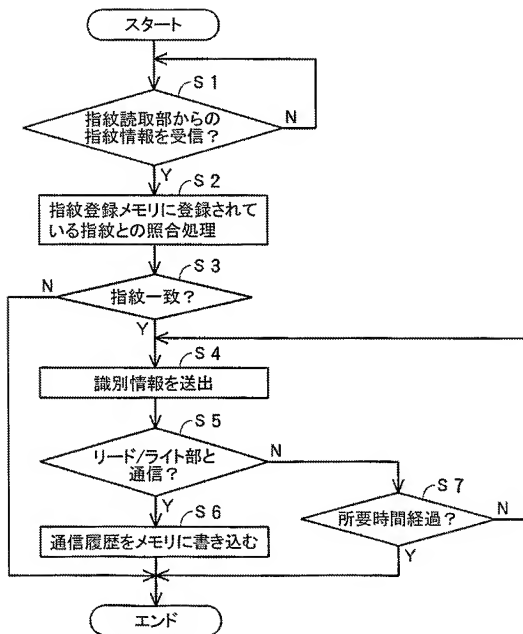 スタート
S1
指紋読取部からの
指紋情報を受信?
N
Y
S2
指紋登録メモリに登録されて
いる指紋との照合処理
S3
N
指紋一致?
Y
S4
識別情報を送出
S5
リード/ライト部と
通信?
N
Y
S7
所要時間経過?
N
Y
S6
通信履歴をメモリに書き込む
エンド